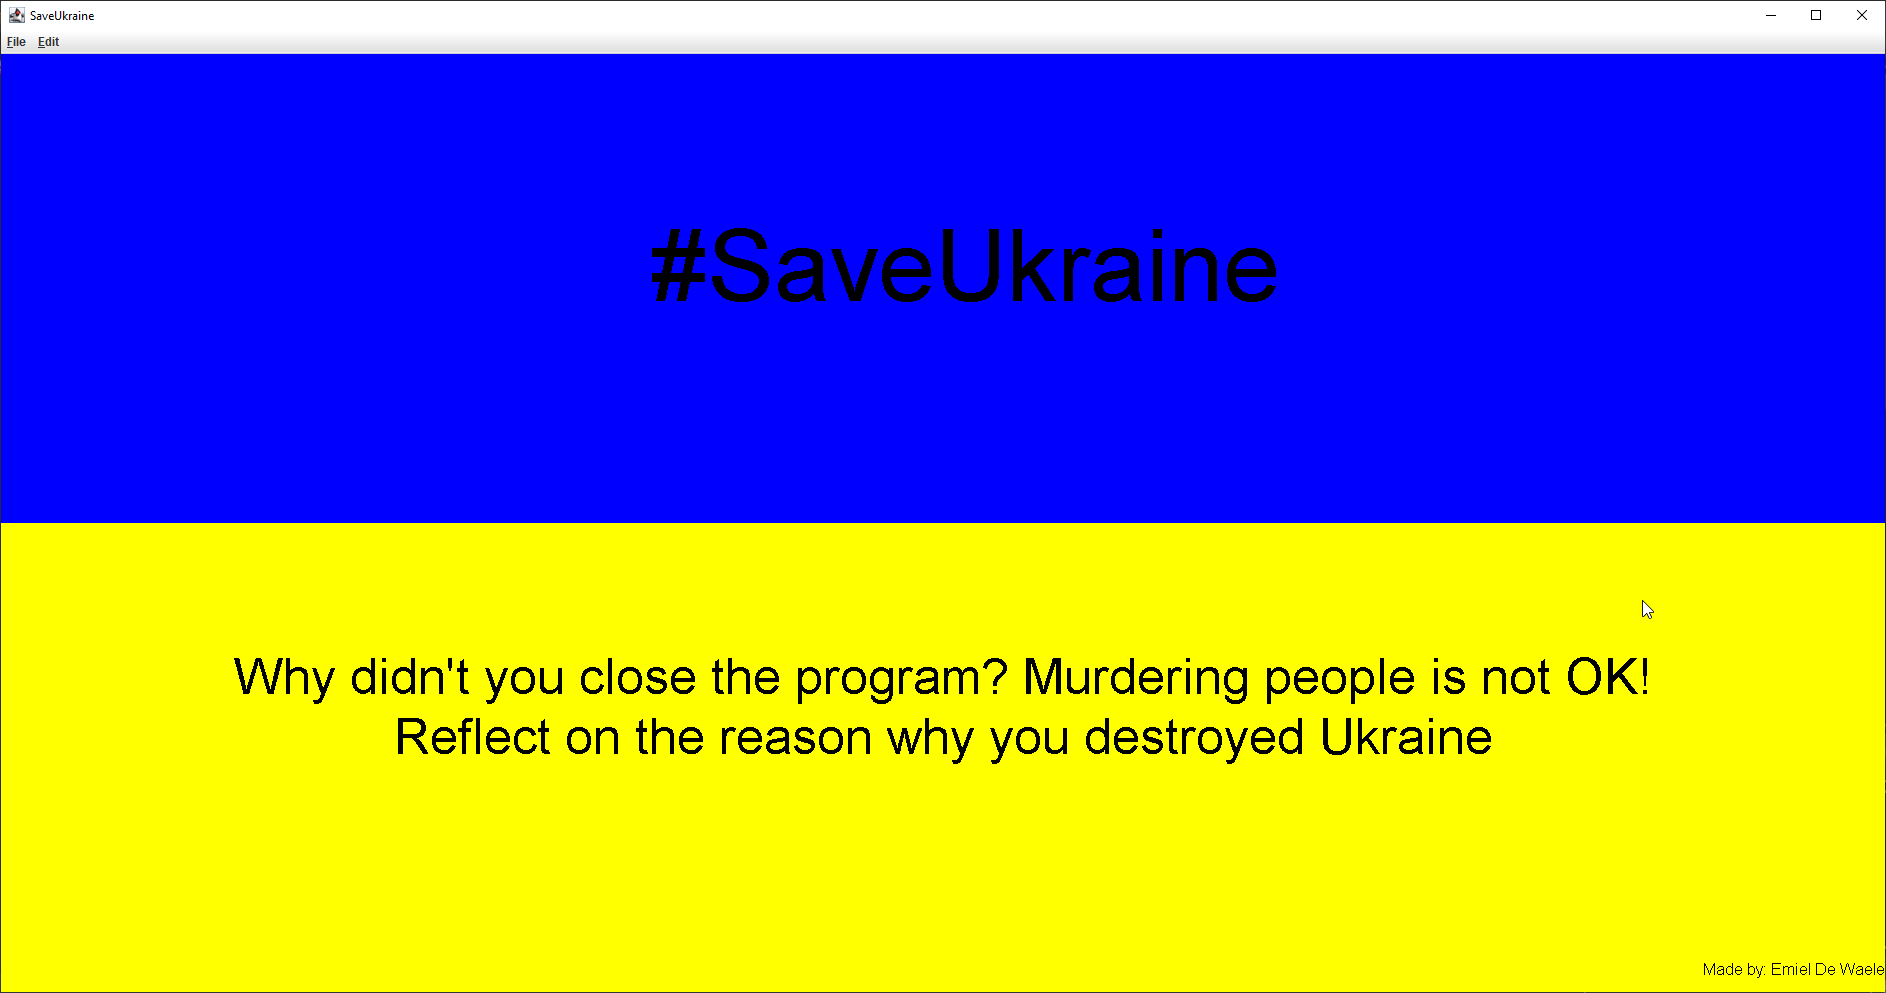 SaveUkraine
File Edit
#SaveUkraine
Why didn't you close the program? Murdering people is not OK!
Reflect on the reason why you destroyed Ukraine
Made by: Emiel De Waele